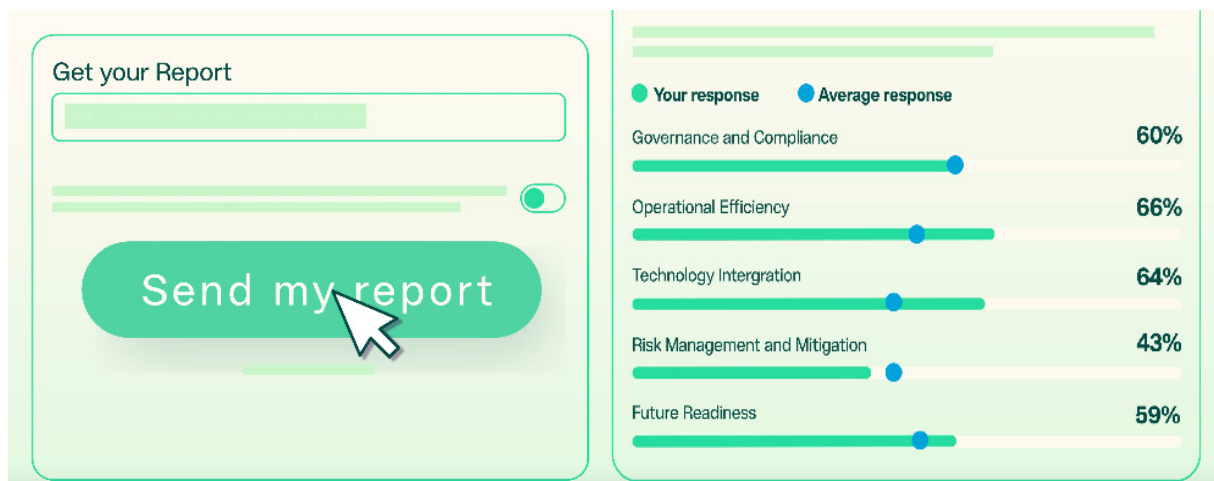 Get your Report
Send my report
Your response Average response
Governance and Compliance 60%
Operational Efficiency 66%
Technology Intergration 64%
Risk Management and Mitigation 43%
Future Readiness 59%